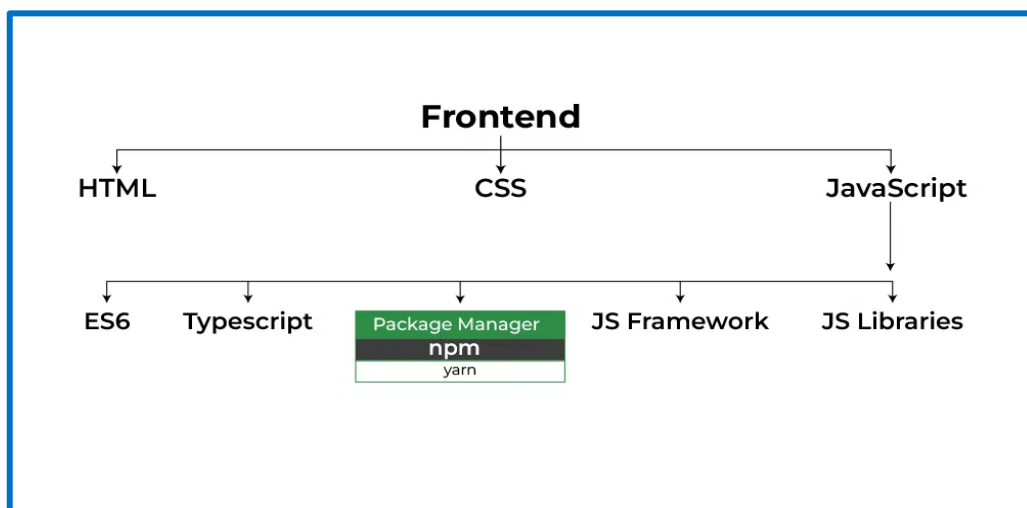 Frontend
HTML CSS JavaScript
ES6 Typescript Package Manager JS Framework JS Libraries
npm
yarn